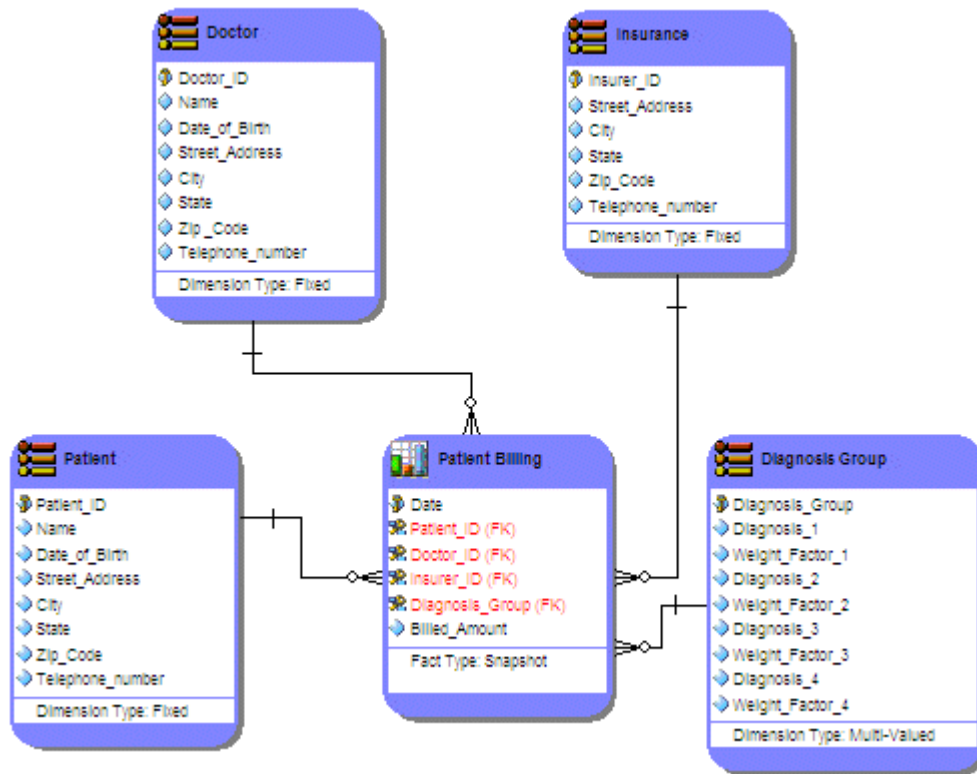 Doctor
Doctor_ID
Name
Date_of_Birth
Street_Address
City
State
Zip _Code
Telephone_number
Dimension Type: Fixed
Insurance
Insurer_ID
Street_Address
City
State
Zip_Code
Telephone_number
Dimension Type: Fixed
Patient
Patient_ID
Name
Date_of_Birth
Street_Address
City
State
Zip_Code
Telephone_number
Dimension Type: Fixed
Patient Billing
Date
Patient_ID (FK)
Doctor_ID (FK)
Insurer_ID (FK)
Diagnosis_Group (FK)
Billed_Amount
Fact Type: Snapshot
Diagnosis Group
Diagnosis_Group
Diagnosis_1
Weight_Factor_1
Diagnosis_2
Weight_Factor_2
Diagnosis_3
Weight_Factor_3
Diagnosis_4
Weight_Factor_4
Dimension Type: Multi-Valued